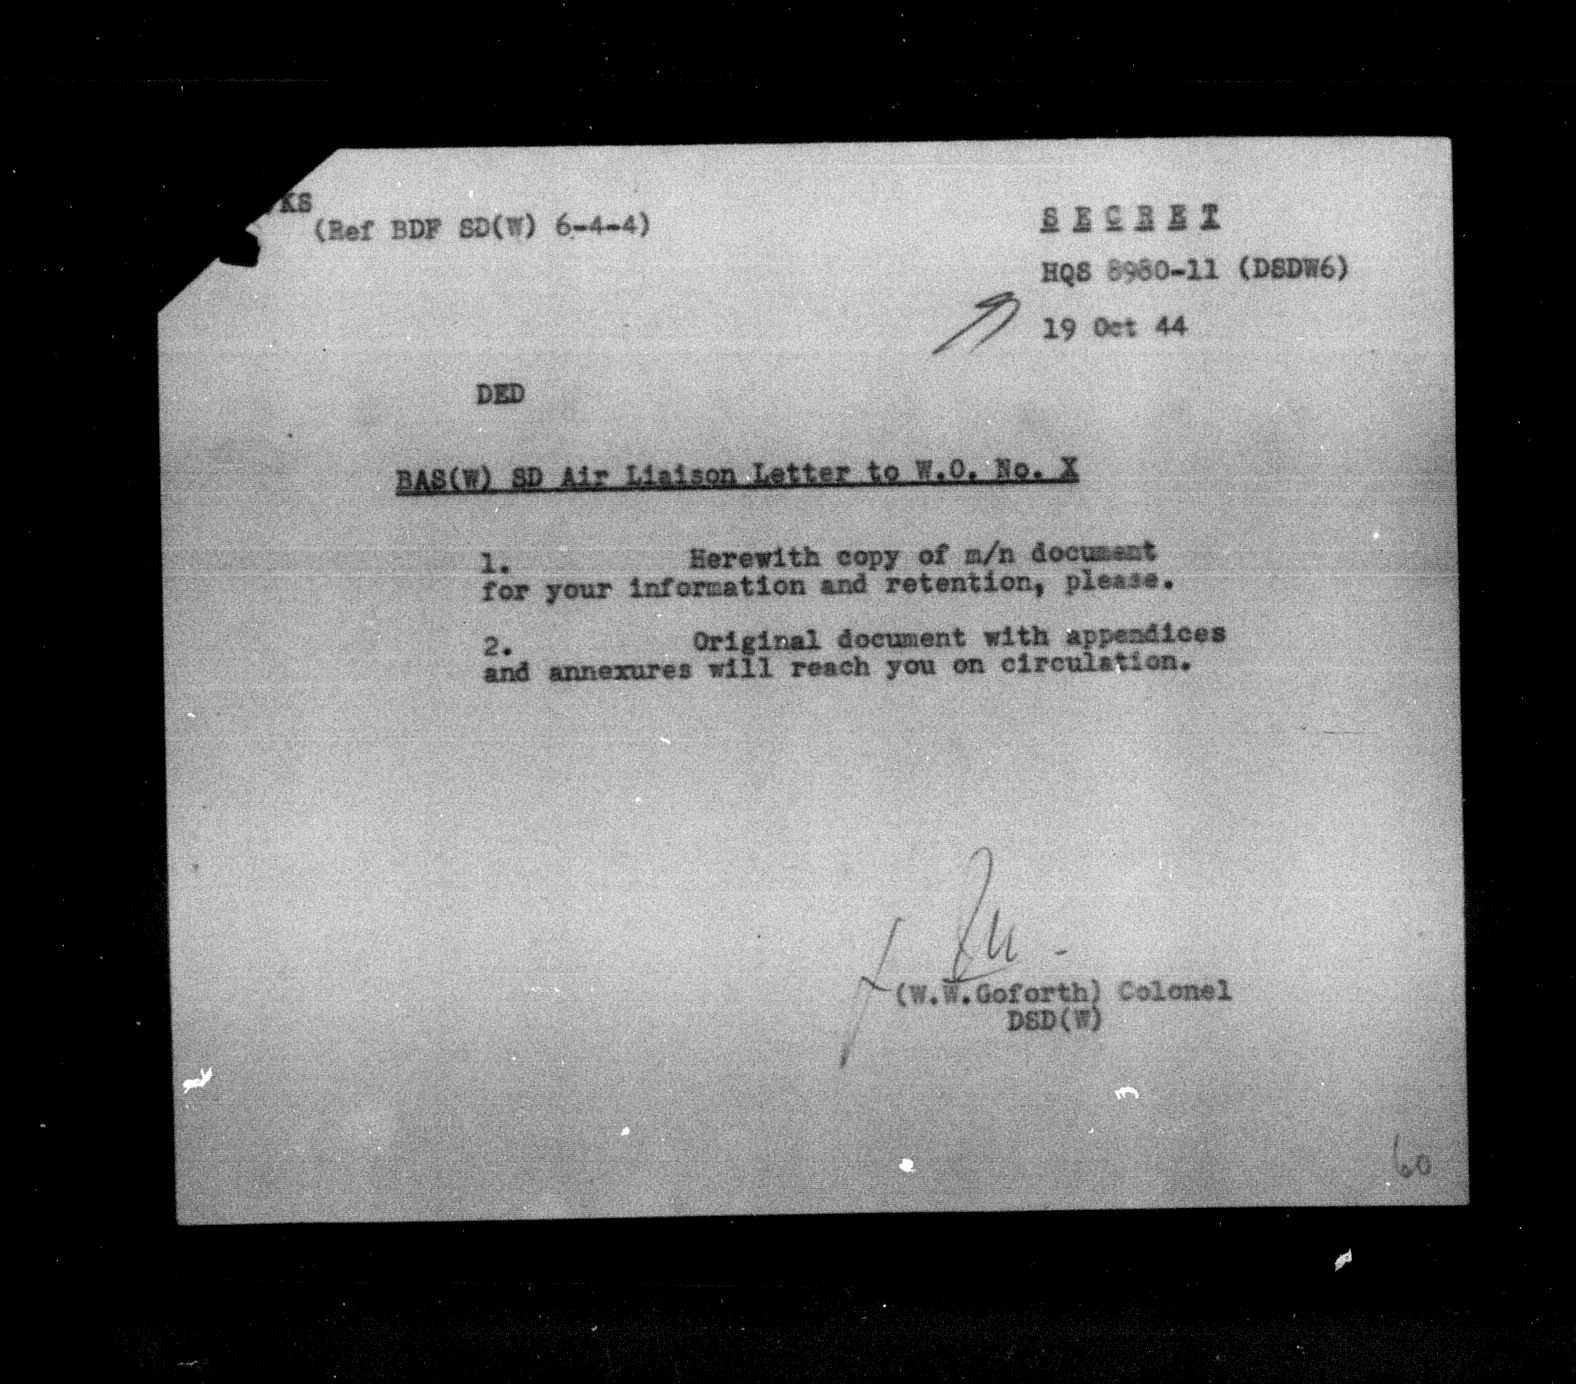 /KS
(Ref BDF SD(W) 6-4-4)
SECRET
HQS 8980-11 (DSDW6)
19 Oct 44
DED
BAS(W) SD Air Liaison Letter to W.O. No. X
1. Herewith copy of m/n document
for your information and retention, please.
2. Original document with appendices
and annexures will reach you on circulation.
(W.W.Goforth) Colonel
DSD(W)
60